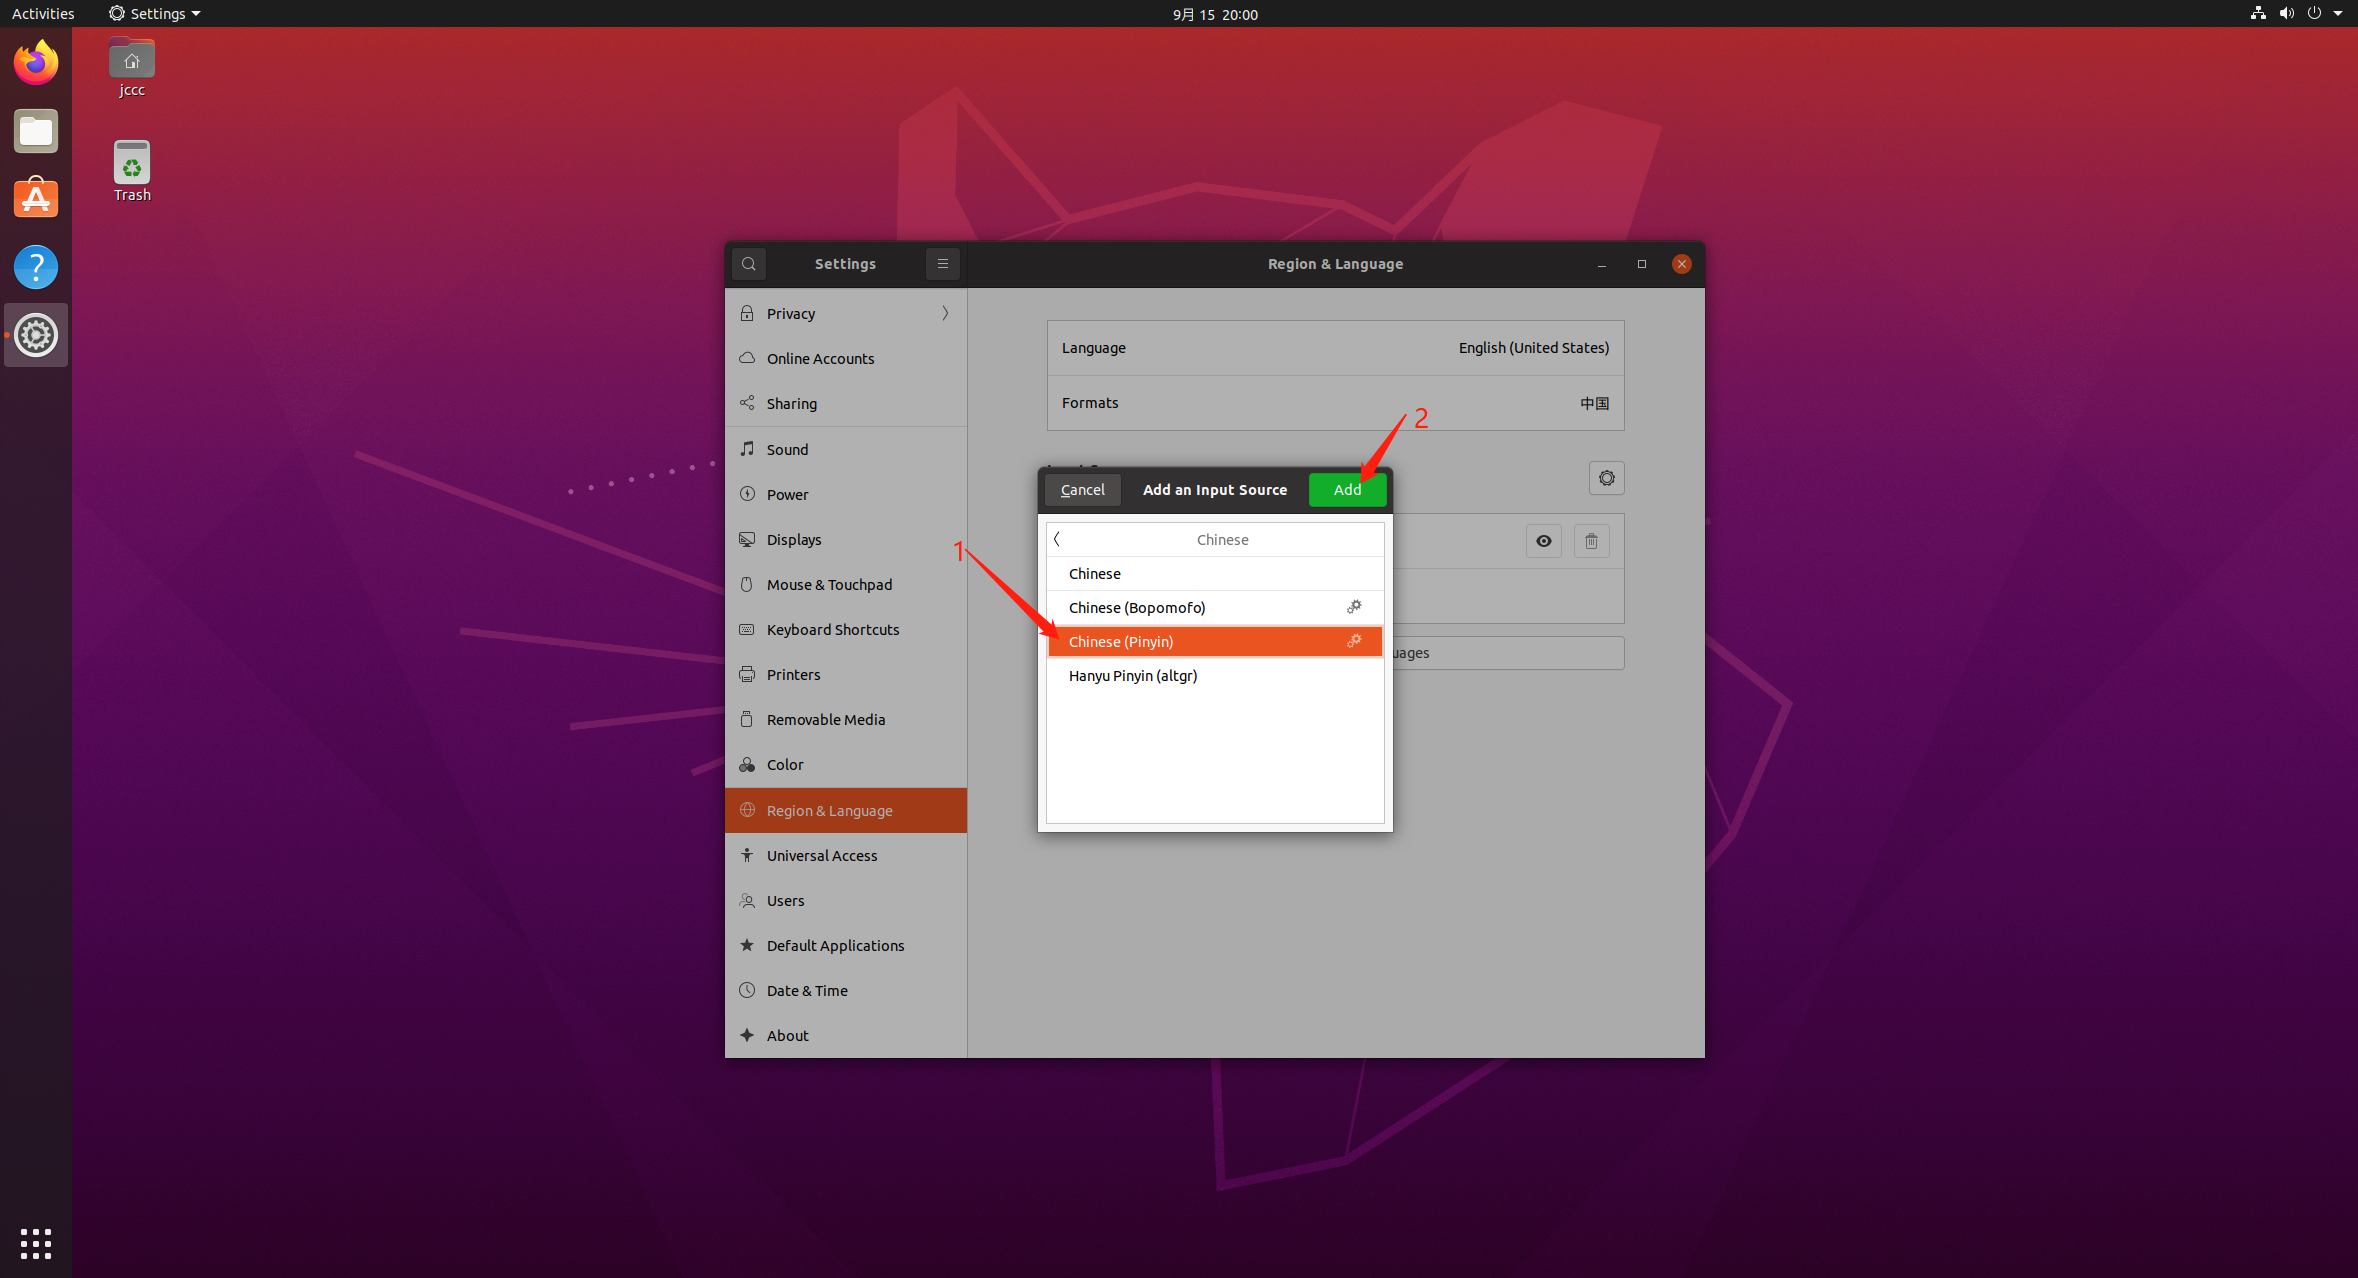 Activities
Settings
9月 15 20:00
jccc
Trash
Settings
Region & Language
Privacy
Online Accounts
Sharing
Sound
Power
Displays
Mouse & Touchpad
Keyboard Shortcuts
Printers
Removable Media
Color
Region & Language
Universal Access
Users
Default Applications
Date & Time
About
Language
English (United States)
Formats
中国
2
Cancel
Add an Input Source
Add
1
Chinese
Chinese
Chinese (Bopomofo)
Chinese (Pinyin)
Hanyu Pinyin (altgr)
uages